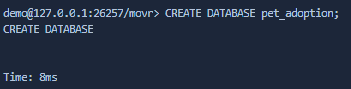 demo@127.0.0.1:26257/movr> CREATE DATABASE pet_adoption;
CREATE DATABASE
Time: 8ms